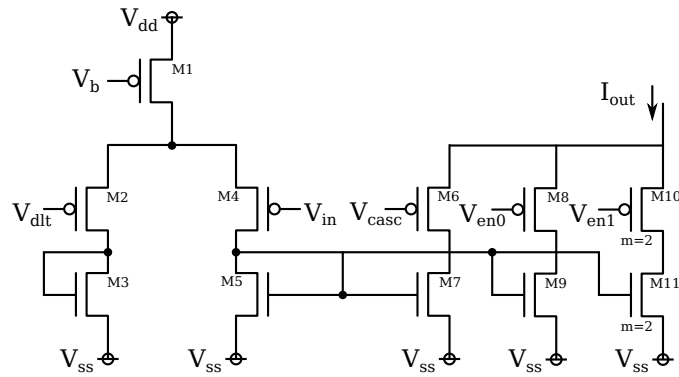 Vdd
M1
Vb
Iout
M2
M4
M6
M8
M10
Vdlt
Vin
Vcasc
Ven0
Ven1
m=2
M3
M5
M7
M9
M11
m=2
Vss
Vss
Vss
Vss
Vss